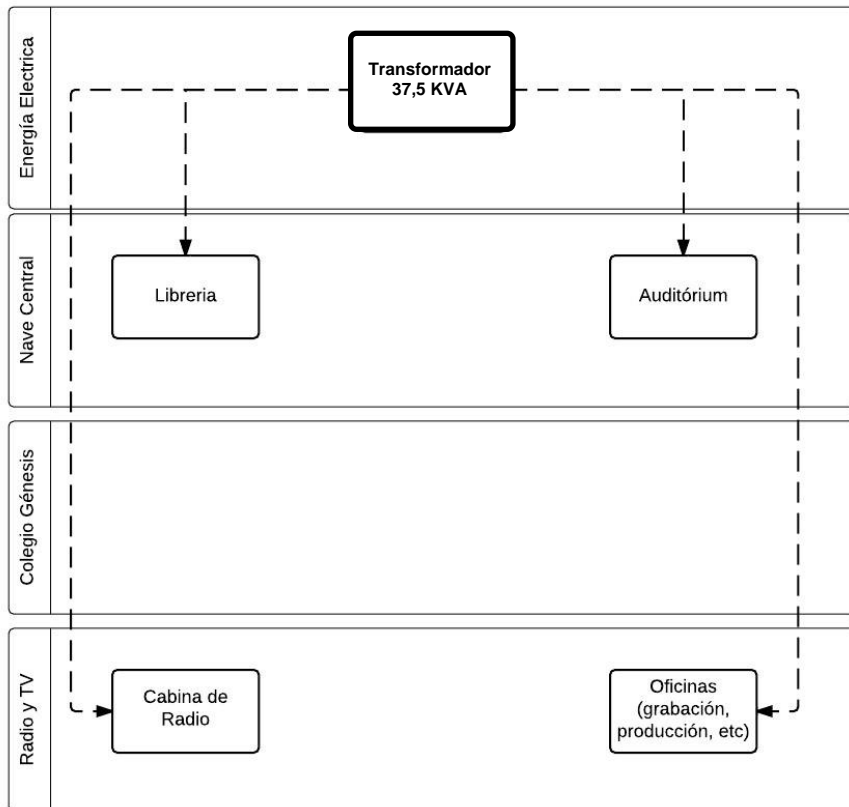 Energía Electrica
Transformador
37,5 KVA
Nave Central
Libreria
Auditórium
Colegio Génesis
Radio y TV
Cabina de
Radio
Oficinas
(grabación,
producción, etc)